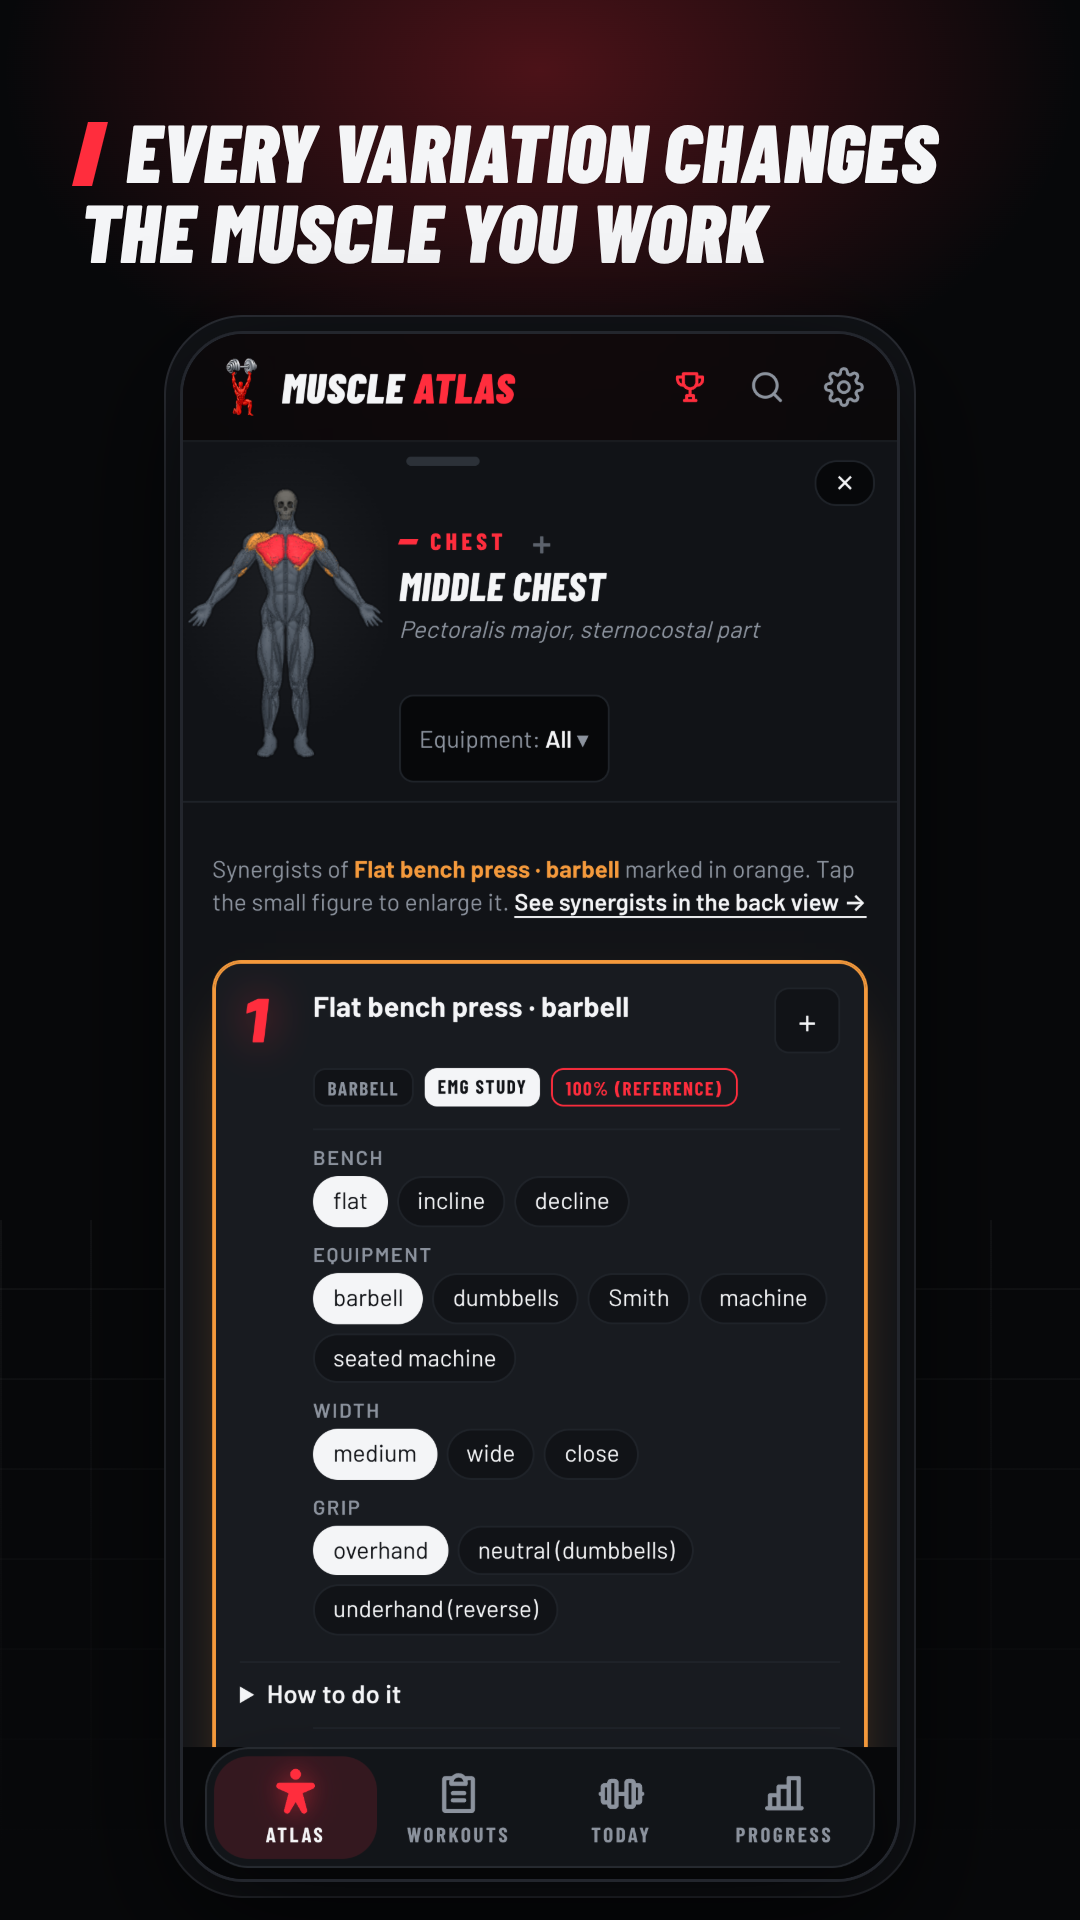 EVERY VARIATION CHANGES
THE MUSCLE YOU WORK
MUSCLE ATLAS
CHEST +
MIDDLE CHEST
Pectoralis major, sternocostal part
Equipment: All ▾
Synergists of Flat bench press · barbell marked in orange. Tap
the small figure to enlarge it. See synergists in the back view →
1 Flat bench press · barbell +
BARBELL EMG STUDY 100% (REFERENCE)
BENCH
flat incline decline
EQUIPMENT
barbell dumbbells Smith machine
seated machine
WIDTH
medium wide close
GRIP
overhand neutral (dumbbells)
underhand (reverse)
▶ How to do it
ATLAS WORKOUTS TODAY PROGRESS